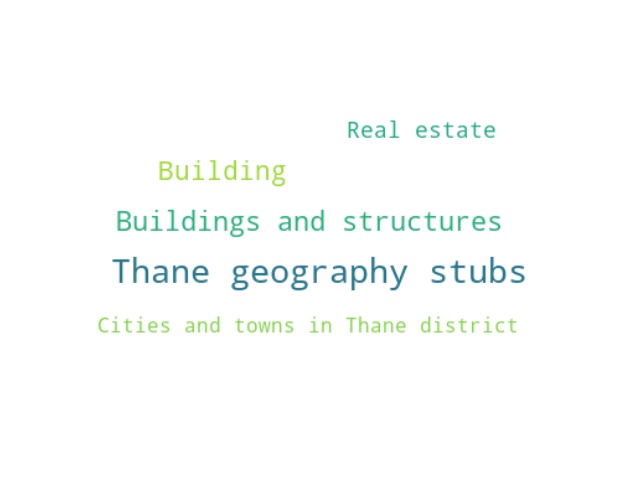 Real estate
Building
Buildings and structures
Thane geography stubs
Cities and towns in Thane district